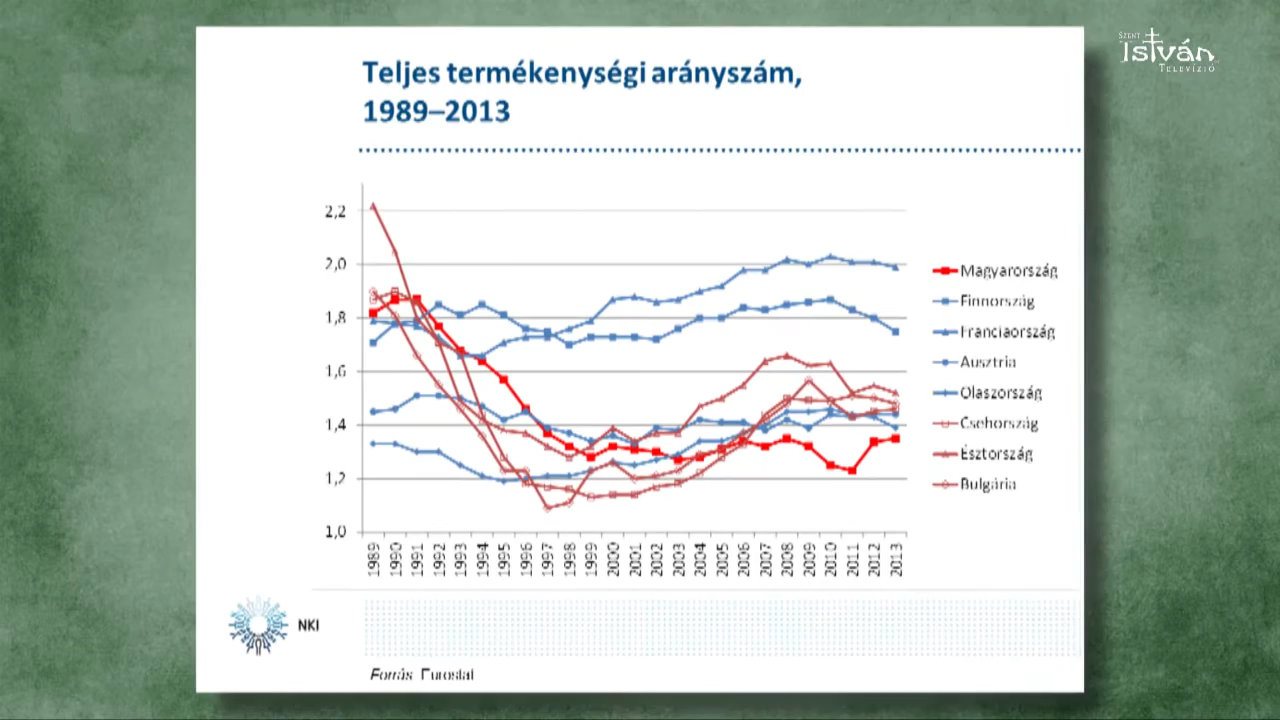 SZENT
IsTván
TELEVÍZIÓ
Teljes termékenységi arányszám,
1989–2013
2,2
2,0
1,8
1,6
1,4
1,2
1,0
1989 1990 1991 1992 1993 1994 1995 1996 1997 1998 1999 2000 2001 2002 2003 2004 2005 2006 2007 2008 2009 2010 2011 2012 2013
Magyarország
Finnország
Franciaország
Ausztria
Olaszország
Csehország
Észtország
Bulgária
NKI
Forrás Eurostat